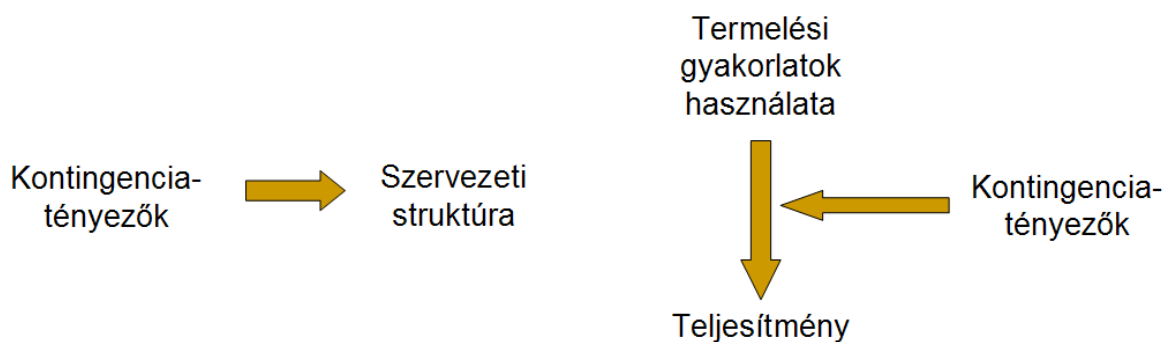 Kontingencia-
tényezők
Szervezeti
struktúra
Termelési
gyakorlatok
használata
Kontingencia-
tényezők
Teljesítmény